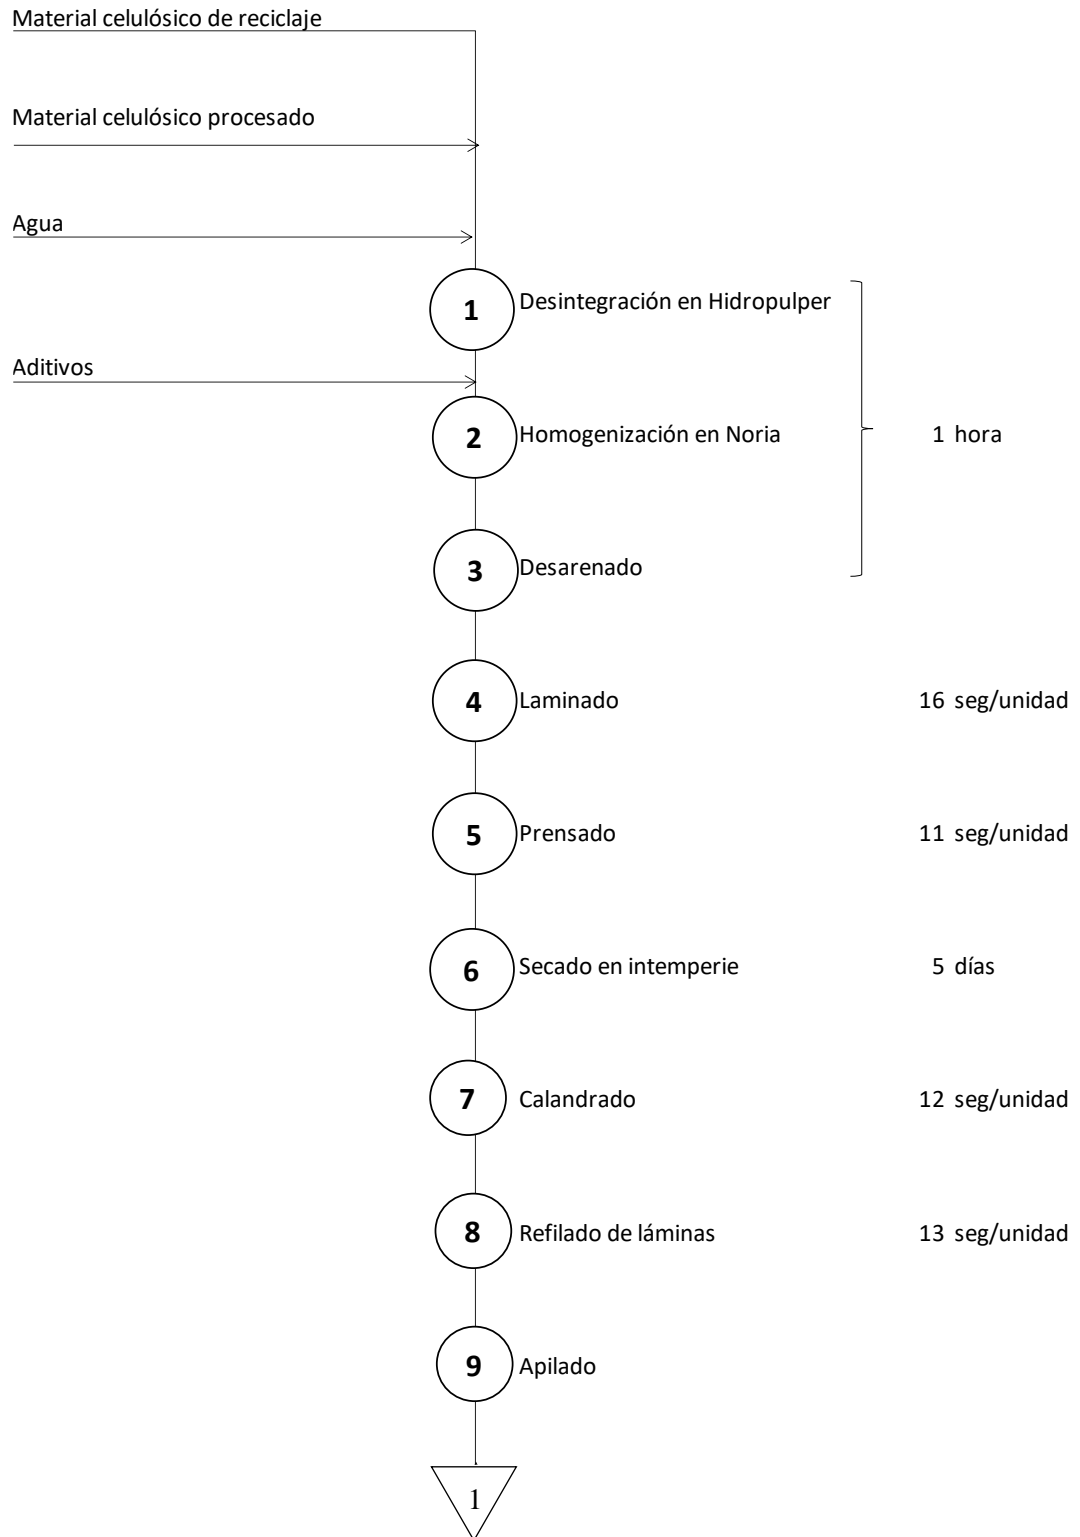 Material celulósico de reciclaje
Material celulósico procesado
Agua
1 Desintegración en Hidropulper
Aditivos
2 Homogenización en Noria 1 hora
3 Desarenado
4 Laminado 16 seg/unidad
5 Prensado 11 seg/unidad
6 Secado en intemperie 5 días
7 Calandrado 12 seg/unidad
8 Refilado de láminas 13 seg/unidad
9 Apilado
1